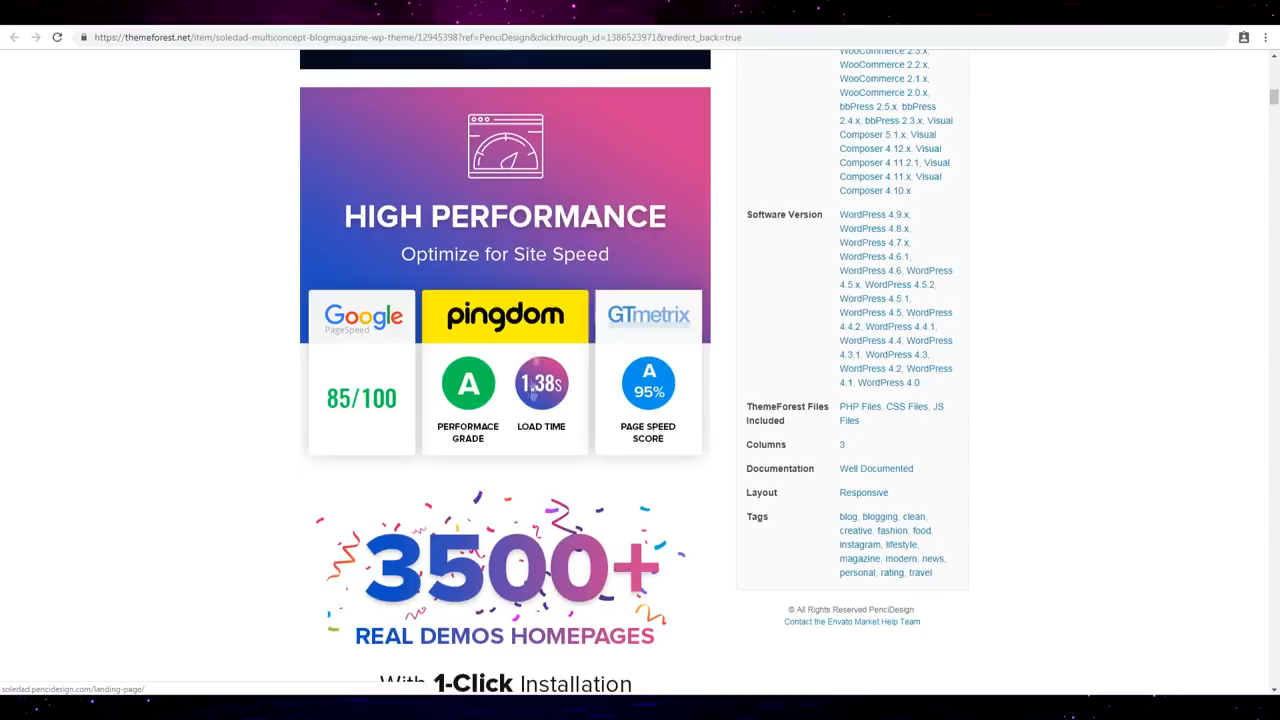 https://themeforest.net/item/soledad-multiconcept-blogmagazine-wp-theme/12945398?ref=PenciDesign&clickthrough_id=1386523971&redirect_back=true
HIGH PERFORMANCE
Optimize for Site Speed
Google
PageSpeed
85/100
pingdom
A
PERFORMACE
GRADE
1.38s
LOAD TIME
GTmetrix
A
95%
PAGE SPEED
SCORE
3500+
REAL DEMOS HOMEPAGES
With 1-Click Installation
WooCommerce 2.3.x,
WooCommerce 2.2.x,
WooCommerce 2.1.x,
WooCommerce 2.0.x,
bbPress 2.5.x, bbPress
2.4.x, bbPress 2.3.x, Visual
Composer 5.1.x, Visual
Composer 4.12.x, Visual
Composer 4.11.2.1, Visual
Composer 4.11.x, Visual
Composer 4.10.x
Software Version
WordPress 4.9.x,
WordPress 4.8.x,
WordPress 4.7.x,
WordPress 4.6.1,
WordPress 4.6, WordPress
4.5.x, WordPress 4.5.2,
WordPress 4.5.1,
WordPress 4.5, WordPress
4.4.2, WordPress 4.4.1,
WordPress 4.4, WordPress
4.3.1, WordPress 4.3,
WordPress 4.2, WordPress
4.1, WordPress 4.0
ThemeForest Files
Included
PHP Files, CSS Files, JS
Files
Columns
3
Documentation
Well Documented
Layout
Responsive
Tags
blog, blogging, clean,
creative, fashion, food,
instagram, lifestyle,
magazine, modern, news,
personal, rating, travel
© All Rights Reserved PenciDesign
Contact the Envato Market Help Team
soledad.pencidesign.com/landing-page/